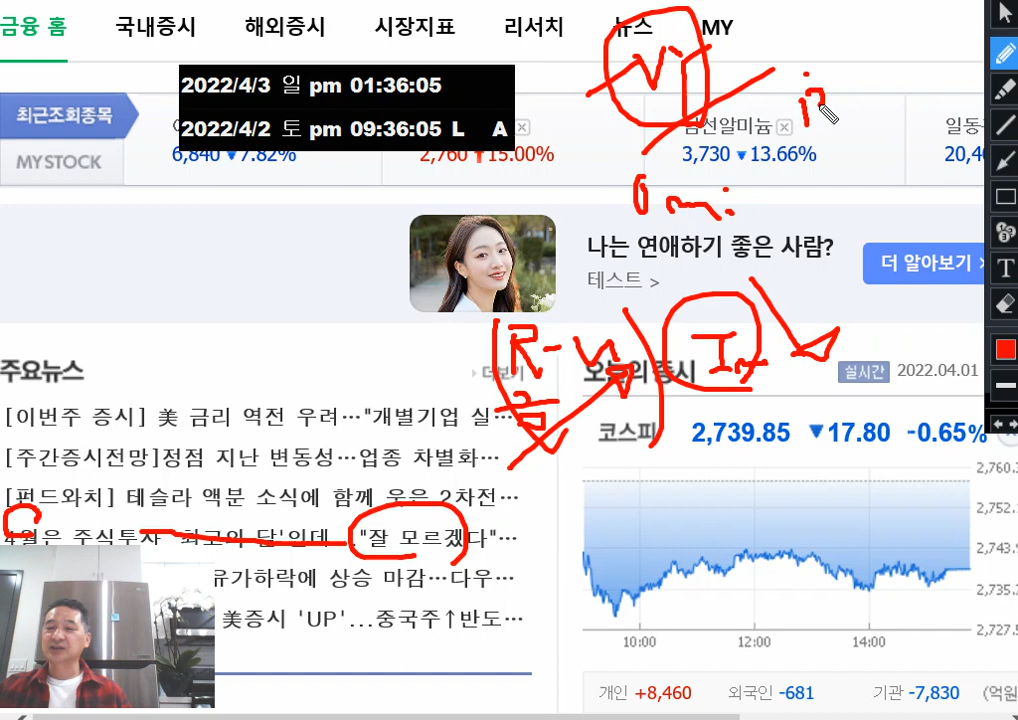 금융 홈 국내증시 해외증시 시장지표 리서치 뉴스 MY
2022/4/3 일 pm 01:36:05
2022/4/2 토 pm 09:36:05 L A
최근조회종목
MY STOCK
남선알미늄
일동
6,840 ▼7.82%
2,760 15.00%
3,730 ▼13.66%
20,4
나는 연애하기 좋은 사람?
테스트 >
더 알아보기 >
주요뉴스
더보기
[이번주 증시] 美 금리 역전 우려…"개별기업 실…
[주간증시전망]정점 지난 변동성…업종 차별화…
[펀드와치] 테슬라 액분 소식에 함께 웃은 2차전…
4월은 주식투자 '최고의 달'인데…"잘 모르겠다"…
유가하락에 상승 마감…다우…
美증시 'UP'...중국주↑반도…
오늘의 증시
실시간 2022.04.01
코스피 2,739.85 ▼17.80 -0.65%
2,760.
2,752.
2,743.
2,735.
2,727.
10:00 12:00 14:00
개인 +8,460 외국인 -681 기관 -7,830 (억원